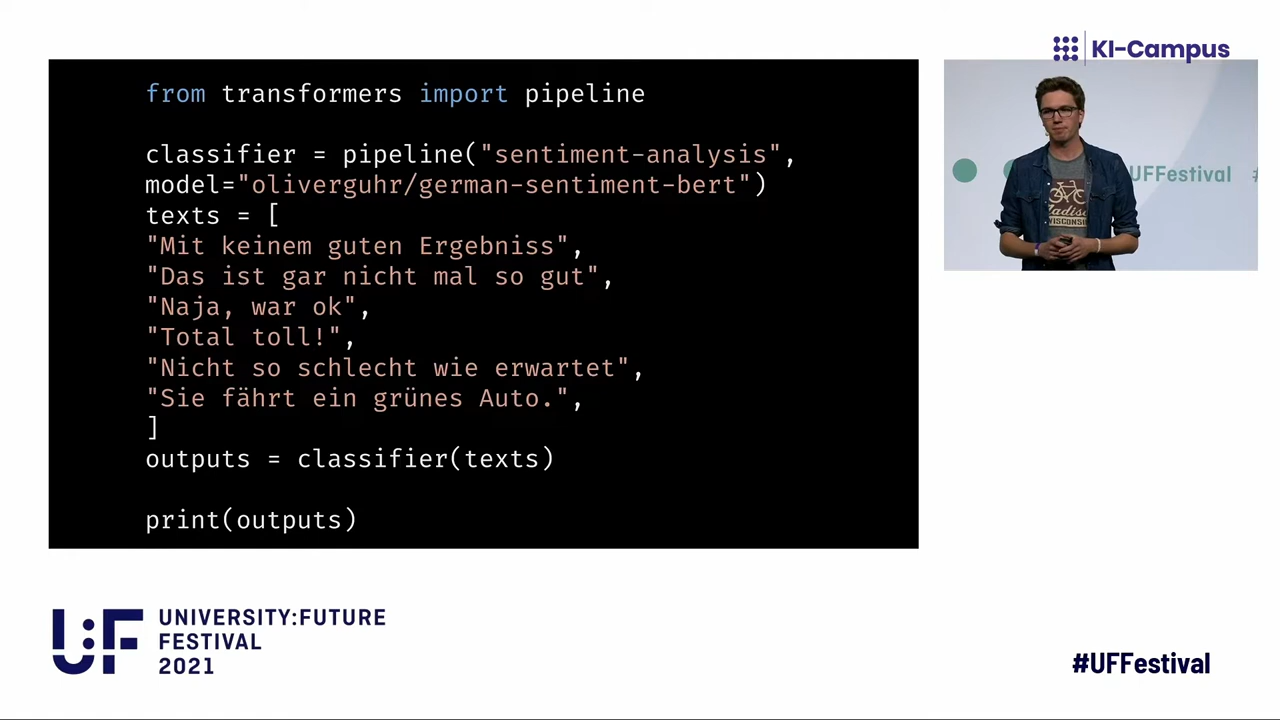 KI-Campus
from transformers import pipeline
classifier = pipeline("sentiment-analysis",
model="oliverguhr/german-sentiment-bert")
texts = [
"Mit keinem guten Ergebniss",
"Das ist gar nicht mal so gut",
"Naja, war ok",
"Total toll!",
"Nicht so schlecht wie erwartet",
"Sie fährt ein grünes Auto.",
]
outputs = classifier(texts)
print(outputs)
UFFestival #
Madison
WISCONSIN
U:F
UNIVERSITY:FUTURE
FESTIVAL
2021
#UFFestival